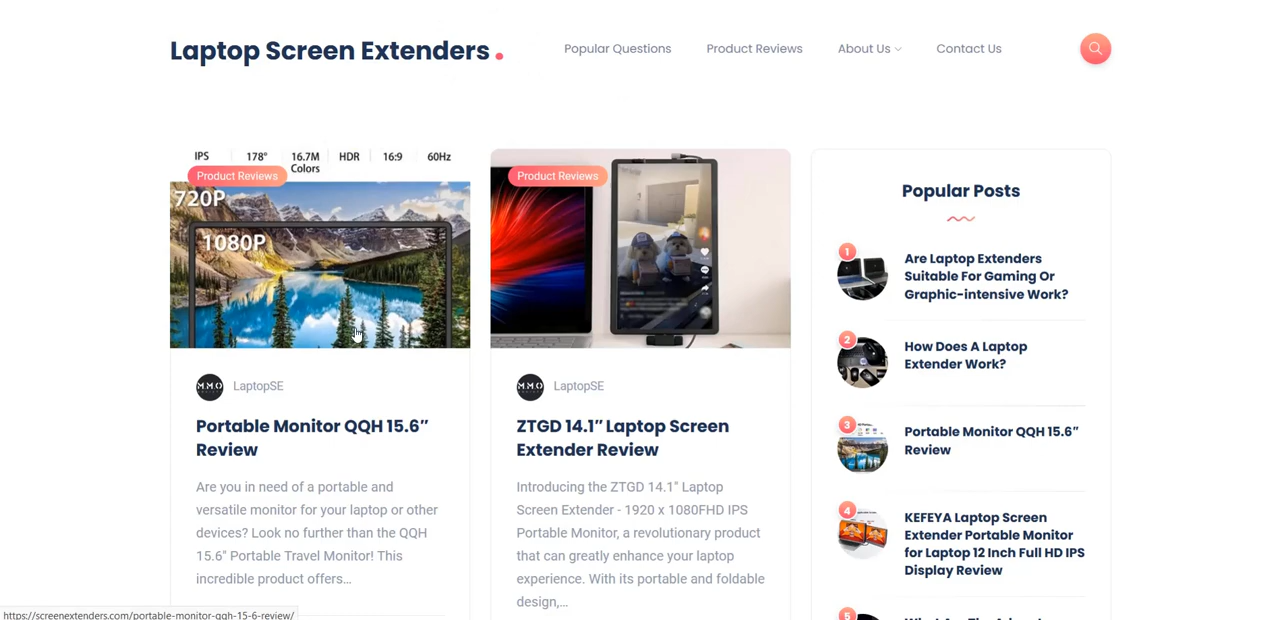 Laptop Screen Extenders.
Popular Questions
Product Reviews
About Us
Contact Us
IPS 178° 16.7M Colors HDR 16:9 60Hz
Product Reviews
720P
1080P
LaptopSE
Portable Monitor QQH 15.6″
Review
Are you in need of a portable and
versatile monitor for your laptop or other
devices? Look no further than the QQH
15.6" Portable Travel Monitor! This
incredible product offers...
Product Reviews
LaptopSE
ZTGD 14.1″ Laptop Screen
Extender Review
Introducing the ZTGD 14.1" Laptop
Screen Extender - 1920 x 1080FHD IPS
Portable Monitor, a revolutionary product
that can greatly enhance your laptop
experience. With its portable and foldable
design,...
Popular Posts
1
Are Laptop Extenders
Suitable For Gaming Or
Graphic-intensive Work?
2
How Does A Laptop
Extender Work?
3
Portable Monitor QQH 15.6″
Review
4
KEFEYA Laptop Screen
Extender Portable Monitor
for Laptop 12 Inch Full HD IPS
Display Review
5
https://screenextenders.com/portable-monitor-qqh-15-6-review/